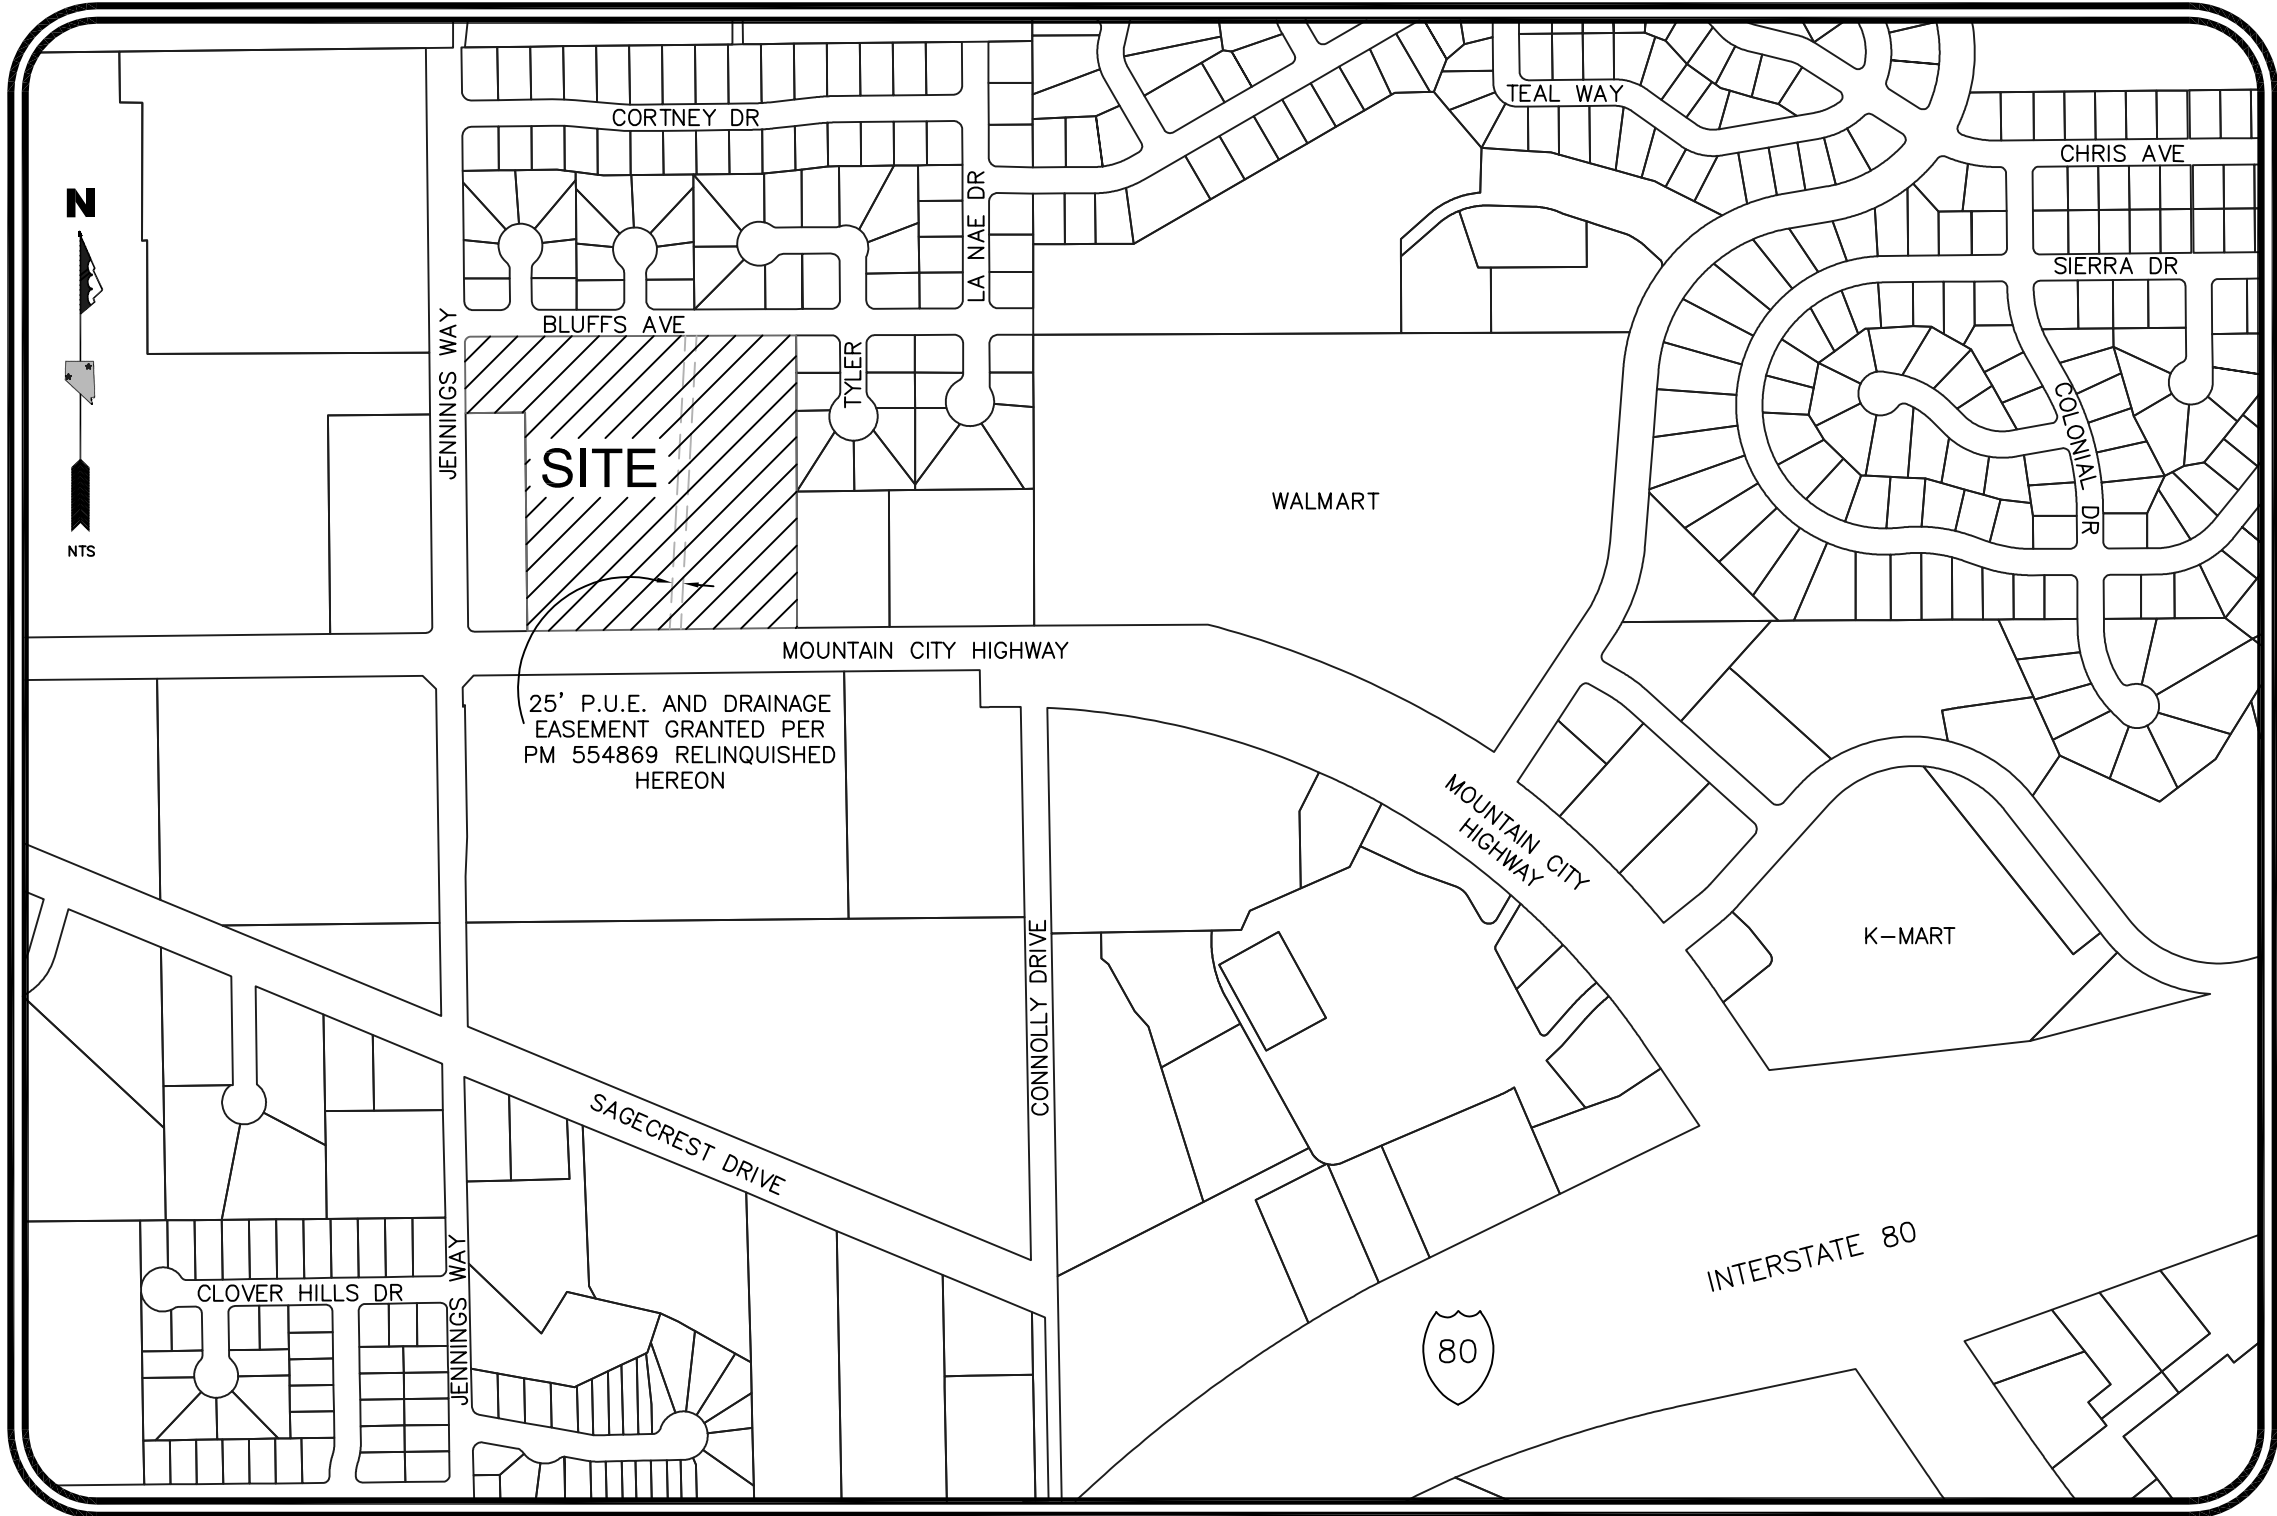 TEAL WAY
CORTNEY DR
CHRIS AVE
N
LA NAE DR
SIERRA DR
BLUFFS AVE
JENNINGS WAY
TYLER
COLONIAL DR
SITE
WALMART
NTS
MOUNTAIN CITY HIGHWAY
25' P.U.E. AND DRAINAGE
EASEMENT GRANTED PER
PM 554869 RELINQUISHED
HEREON
MOUNTAIN CITY
HIGHWAY
K-MART
CONNOLLY DRIVE
SAGECREST DRIVE
INTERSTATE 80
JENNINGS WAY
CLOVER HILLS DR
80